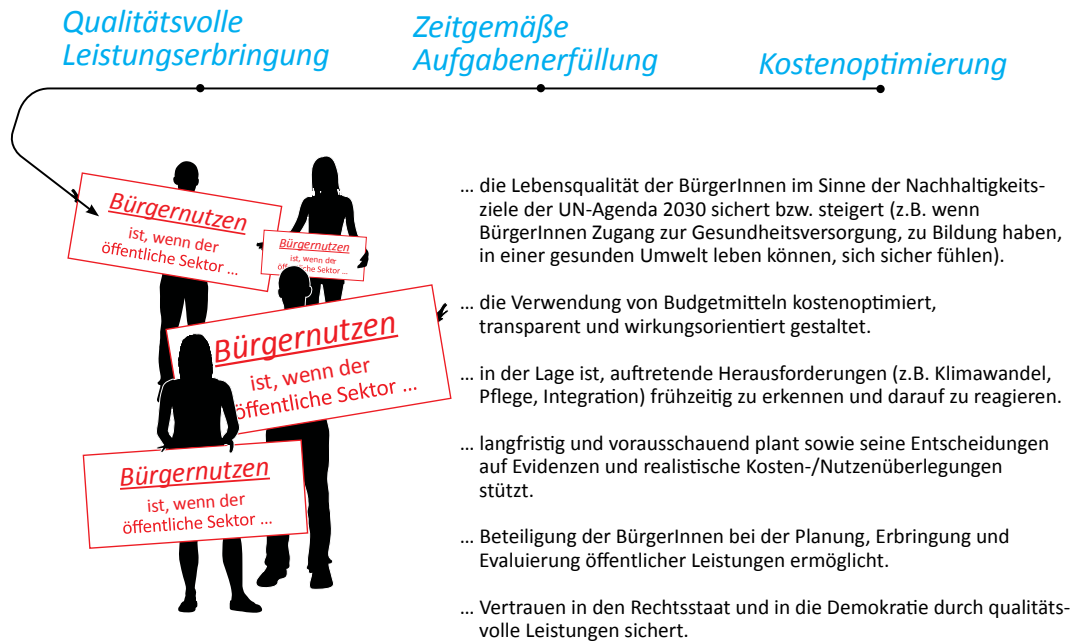 Qualitätsvolle
Leistungserbringung
Zeitgemäße
Aufgabenerfüllung
Kostenoptimierung
Bürgernutzen
ist, wenn der
öffentliche Sektor ...
Bürgernutzen
ist, wenn der
öffentliche Sektor ...
Bürgernutzen
ist, wenn der
öffentliche Sektor ...
Bürgernutzen
ist, wenn der
öffentliche Sektor ...
... die Lebensqualität der BürgerInnen im Sinne der Nachhaltigkeits-
ziele der UN-Agenda 2030 sichert bzw. steigert (z.B. wenn
BürgerInnen Zugang zur Gesundheitsversorgung, zu Bildung haben,
in einer gesunden Umwelt leben können, sich sicher fühlen).
... die Verwendung von Budgetmitteln kostenoptimiert,
transparent und wirkungsorientiert gestaltet.
... in der Lage ist, auftretende Herausforderungen (z.B. Klimawandel,
Pflege, Integration) frühzeitig zu erkennen und darauf zu reagieren.
... langfristig und vorausschauend plant sowie seine Entscheidungen
auf Evidenzen und realistische Kosten-/Nutzenüberlegungen
stützt.
... Beteiligung der BürgerInnen bei der Planung, Erbringung und
Evaluierung öffentlicher Leistungen ermöglicht.
... Vertrauen in den Rechtsstaat und in die Demokratie durch qualitäts-
volle Leistungen sichert.